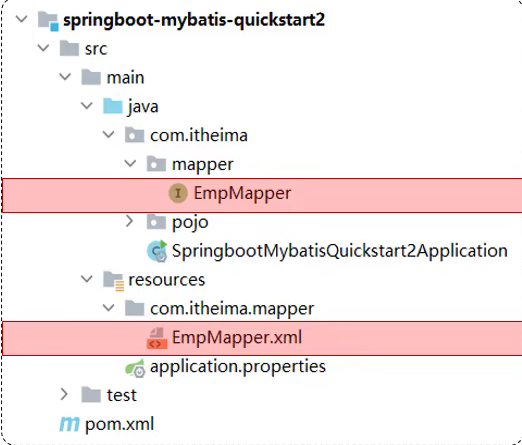 springboot-mybatis-quickstart2
src
main
java
com.itheima
mapper
I EmpMapper
pojo
SpringbootMybatisQuickstart2Application
resources
com.itheima.mapper
EmpMapper.xml
application.properties
test
m pom.xml